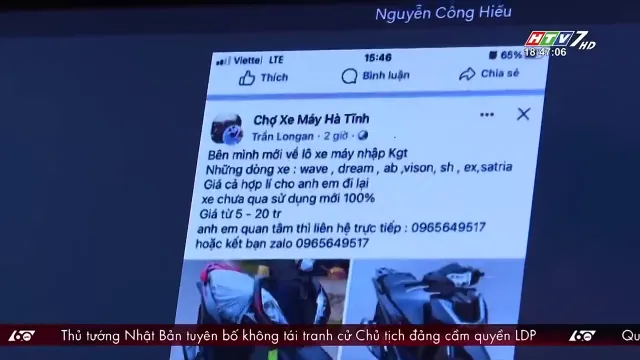 Nguyễn Công Hiếu
HTV7 HD
18:47:06
Viettel LTE
15:46
65%
Thích
Bình luận
Chia sẻ
Chợ Xe Máy Hà Tĩnh
Trần Longan · 2 giờ ·
Bên mình mới về lô xe máy nhập Kgt
Những dòng xe : wave , dream , ab ,vison, sh , ex,satria
Giá cả hợp lí cho anh em đi lại
xe chưa qua sử dụng mới 100%
Giá từ 5 - 20 tr
anh em quan tâm thì liên hệ trực tiếp : 0965649517
hoặc kết bạn zalo 0965649517
60 Thủ tướng Nhật Bản tuyên bố không tái tranh cử Chủ tịch đảng cầm quyền LDP 60 Qu